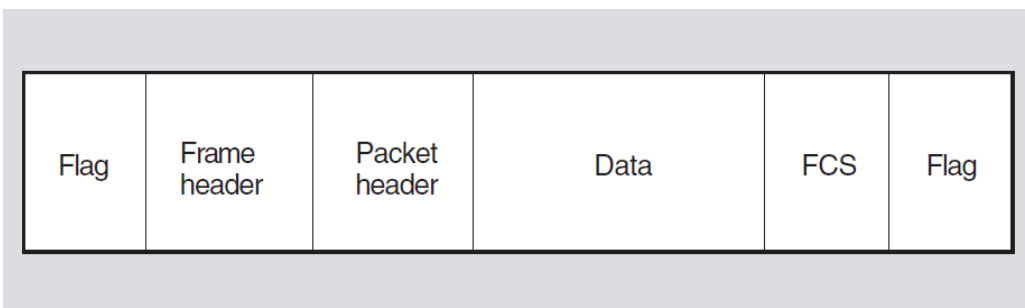 Flag
Frame
header
Packet
header
Data
FCS
Flag